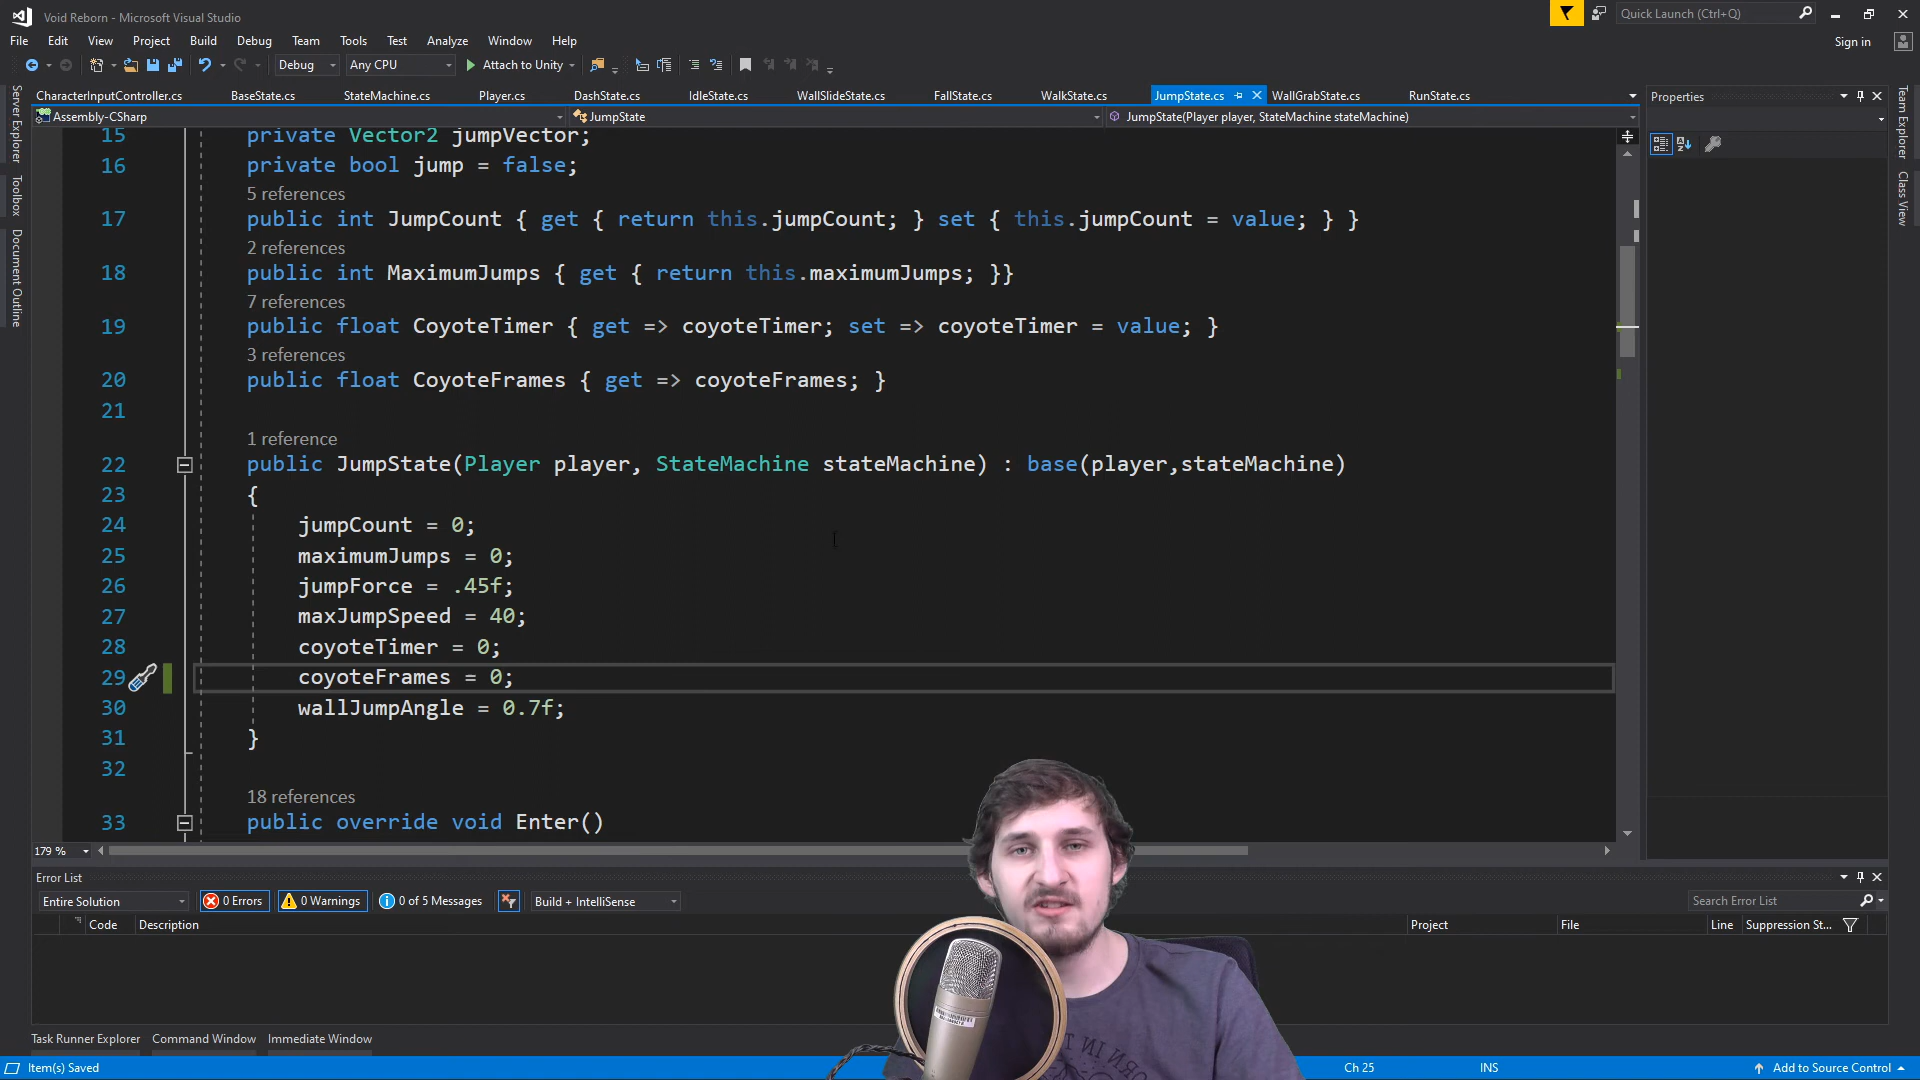 Void Reborn - Microsoft Visual Studio
Quick Launch (Ctrl+Q)
File Edit View Project Build Debug Team Tools Test Analyze Window Help
Sign in
Debug Any CPU Attach to Unity
CharacterInputController.cs BaseState.cs StateMachine.cs Player.cs DashState.cs IdleState.cs WallSlideState.cs FallState.cs WalkState.cs JumpState.cs WallGrabState.cs RunState.cs
Properties
Assembly-CSharp JumpState JumpState(Player player, StateMachine stateMachine)
Server Explorer
Toolbox
Document Outline
Team Explorer
Class View
15 private Vector2 jumpVector;
16 private bool jump = false;
5 references
17 public int JumpCount { get { return this.jumpCount; } set { this.jumpCount = value; } }
2 references
18 public int MaximumJumps { get { return this.maximumJumps; }}
7 references
19 public float CoyoteTimer { get => coyoteTimer; set => coyoteTimer = value; }
3 references
20 public float CoyoteFrames { get => coyoteFrames; }
21
1 reference
22 public JumpState(Player player, StateMachine stateMachine) : base(player,stateMachine)
23 {
24 jumpCount = 0;
25 maximumJumps = 0;
26 jumpForce = .45f;
27 maxJumpSpeed = 40;
28 coyoteTimer = 0;
29 coyoteFrames = 0;
30 wallJumpAngle = 0.7f;
31 }
32
18 references
33 public override void Enter()
179 %
Error List
Entire Solution 0 Errors 0 Warnings 0 of 5 Messages Build + IntelliSense
Search Error List
Code Description Project File Line Suppression St...
Task Runner Explorer Command Window Immediate Window
Item(s) Saved Ch 25 INS Add to Source Control